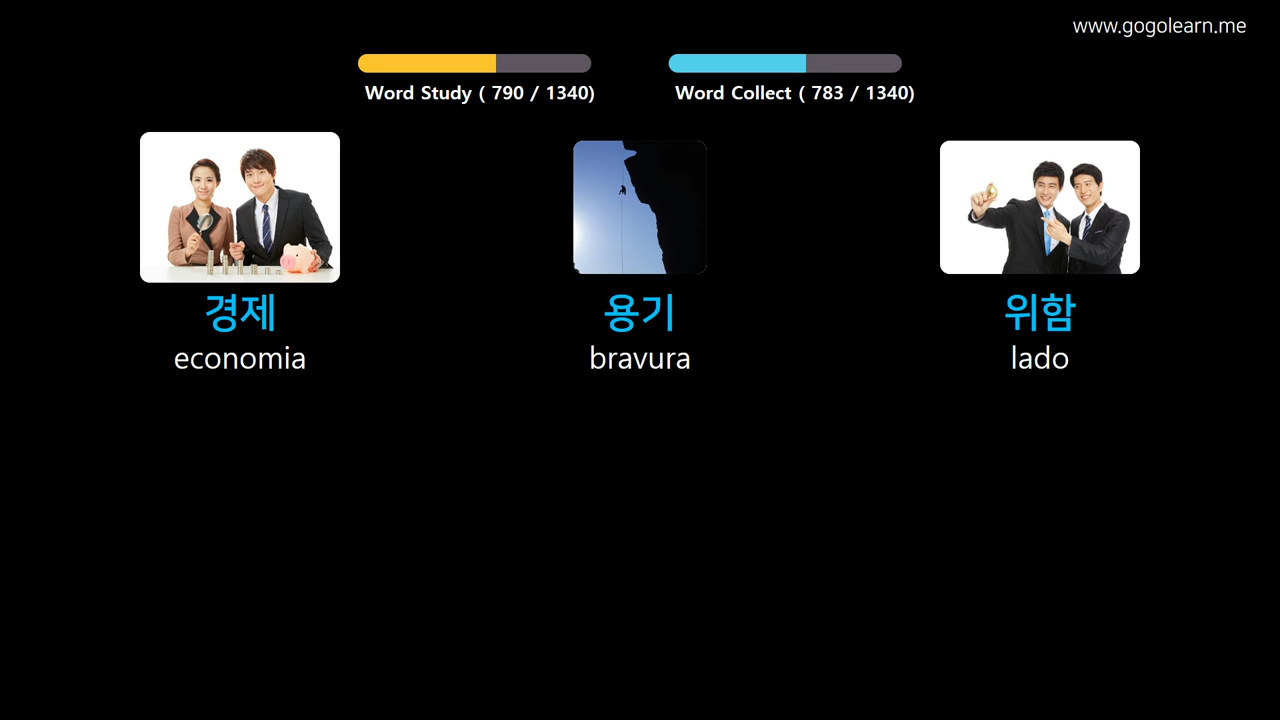 www.gogolearn.me
Word Study ( 790 / 1340)
Word Collect ( 783 / 1340)
경제
economia
용기
bravura
위함
lado